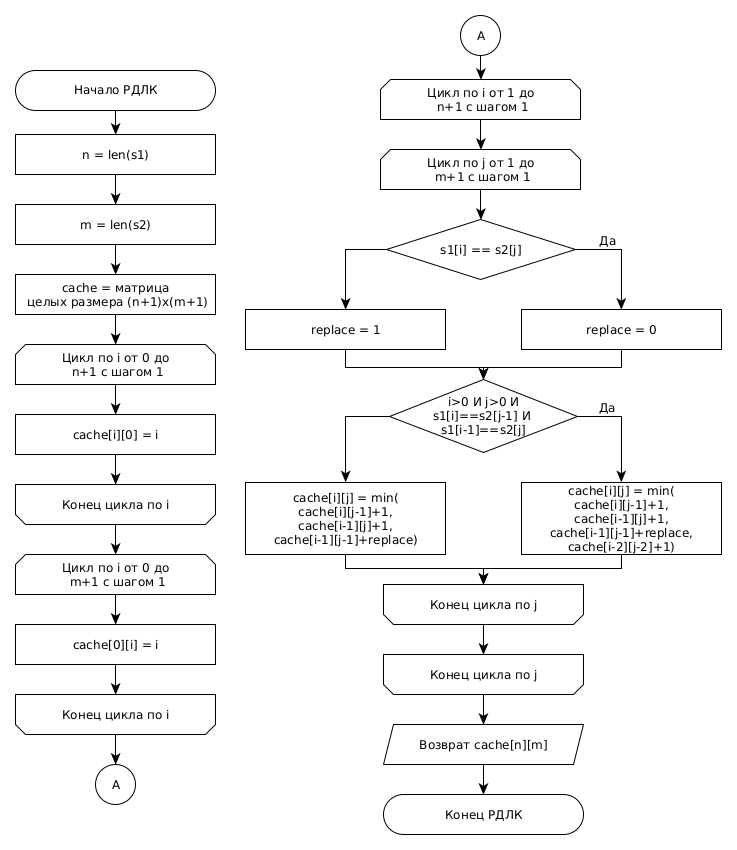 Начало РДЛК
n = len(s1)
m = len(s2)
cache = матрица
целых размера (n+1)x(m+1)
Цикл по i от 0 до
n+1 с шагом 1
cache[i][0] = i
Конец цикла по i
Цикл по i от 0 до
m+1 с шагом 1
cache[0][i] = i
Конец цикла по i
A
A
Цикл по i от 1 до
n+1 с шагом 1
Цикл по j от 1 до
m+1 с шагом 1
s1[i] == s2[j]
Да
replace = 1
replace = 0
i>0 И j>0 И
s1[i]==s2[j-1] И
s1[i-1]==s2[j]
Да
cache[i][j] = min(
cache[i][j-1]+1,
cache[i-1][j]+1,
cache[i-1][j-1]+replace)
cache[i][j] = min(
cache[i][j-1]+1,
cache[i-1][j]+1,
cache[i-1][j-1]+replace,
cache[i-2][j-2]+1)
Конец цикла по j
Конец цикла по j
Возврат cache[n][m]
Конец РДЛК